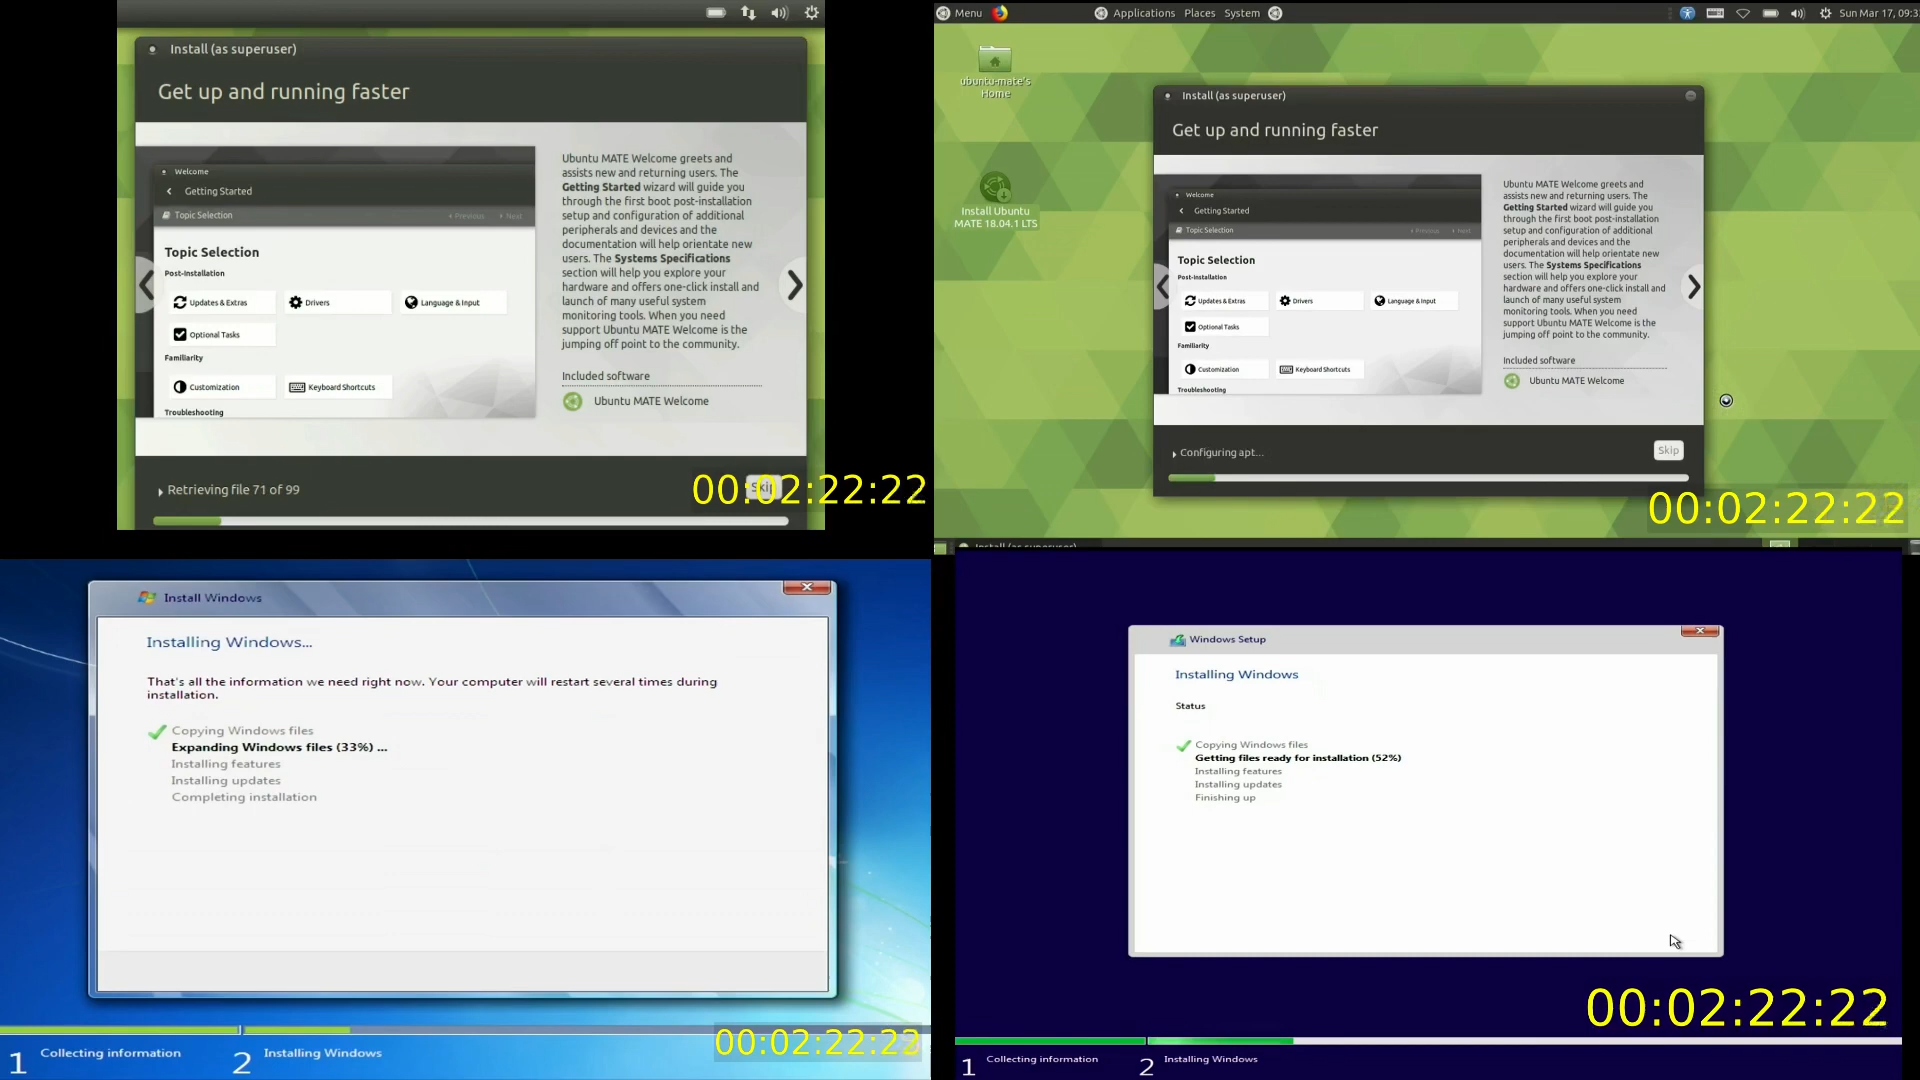 Install (as superuser)
Get up and running faster
Welcome
Getting Started
Topic Selection
Previous
Next
Topic Selection
Post-installation
Updates & Extras
Drivers
Language & Input
Optional Tasks
Familiarity
Customization
Keyboard Shortcuts
Troubleshooting
Ubuntu MATE Welcome greets and
assists new and returning users. The
Getting Started wizard will guide you
through the first boot post-installation
setup and configuration of additional
peripherals and devices and the
documentation will help orientate new
users. The Systems Specifications
section will help you explore your
hardware and offers one-click install and
launch of many useful system
monitoring tools. When you need
support Ubuntu MATE Welcome is the
jumping off point to the community.
Included software
Ubuntu MATE Welcome
Retrieving file 71 of 99
Skip
00:02:22:22
Menu
Applications
Places
System
Sun Mar 17, 09:3
ubuntu-mate's
Home
Install Ubuntu
MATE 18.04.1 LTS
Install (as superuser)
Get up and running faster
Welcome
Getting Started
Topic Selection
Previous
Next
Topic Selection
Post-installation
Updates & Extras
Drivers
Language & Input
Optional Tasks
Familiarity
Customization
Keyboard Shortcuts
Troubleshooting
Ubuntu MATE Welcome greets and
assists new and returning users. The
Getting Started wizard will guide you
through the first boot post-installation
setup and configuration of additional
peripherals and devices and the
documentation will help orientate new
users. The Systems Specifications
section will help you explore your
hardware and offers one-click install and
launch of many useful system
monitoring tools. When you need
support Ubuntu MATE Welcome is the
jumping off point to the community.
Included software
Ubuntu MATE Welcome
Configuring apt...
Skip
00:02:22:22
Install (as superuser)
Install Windows
Installing Windows...
That's all the information we need right now. Your computer will restart several times during
installation.
Copying Windows files
Expanding Windows files (33%) ...
Installing features
Installing updates
Completing installation
00:02:22:22
1 Collecting information
2 Installing Windows
Windows Setup
Installing Windows
Status
Copying Windows files
Getting files ready for installation (52%)
Installing features
Installing updates
Finishing up
00:02:22:22
1 Collecting information
2 Installing Windows